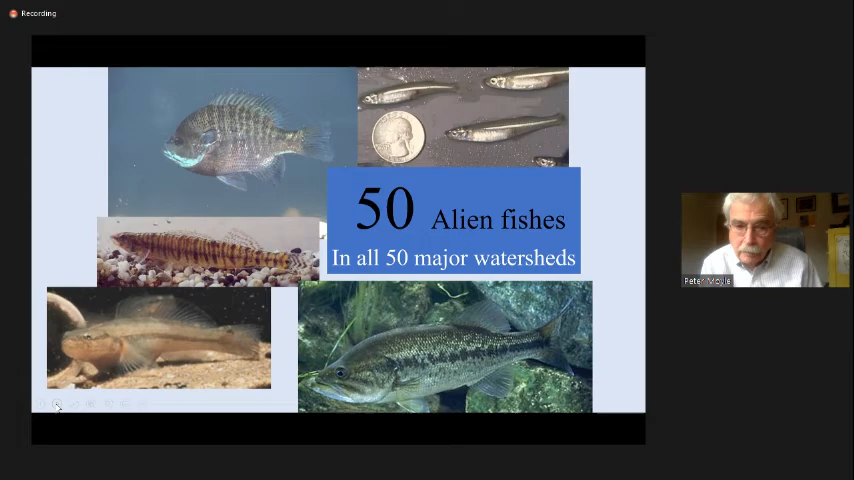 Recording
50 Alien fishes
In all 50 major watersheds
Peter Moyle